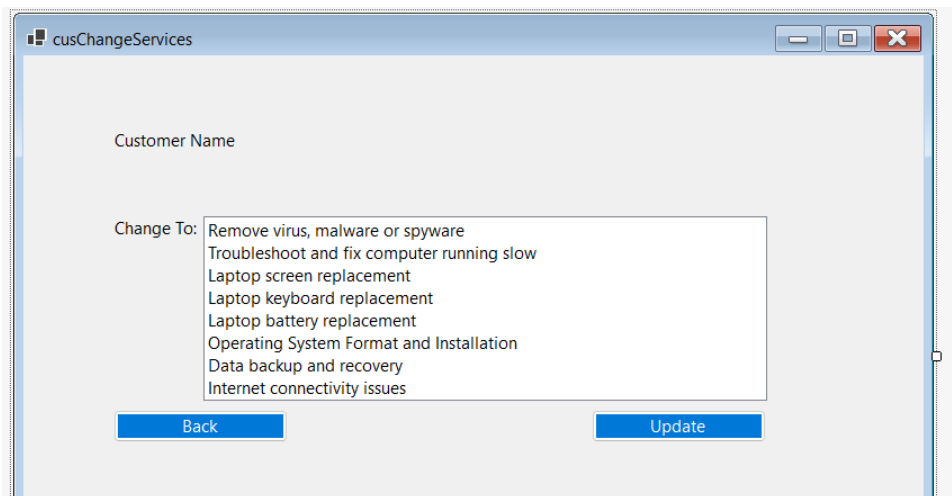 cusChangeServices
Customer Name
Change To:
Remove virus, malware or spyware
Troubleshoot and fix computer running slow
Laptop screen replacement
Laptop keyboard replacement
Laptop battery replacement
Operating System Format and Installation
Data backup and recovery
Internet connectivity issues
Back
Update